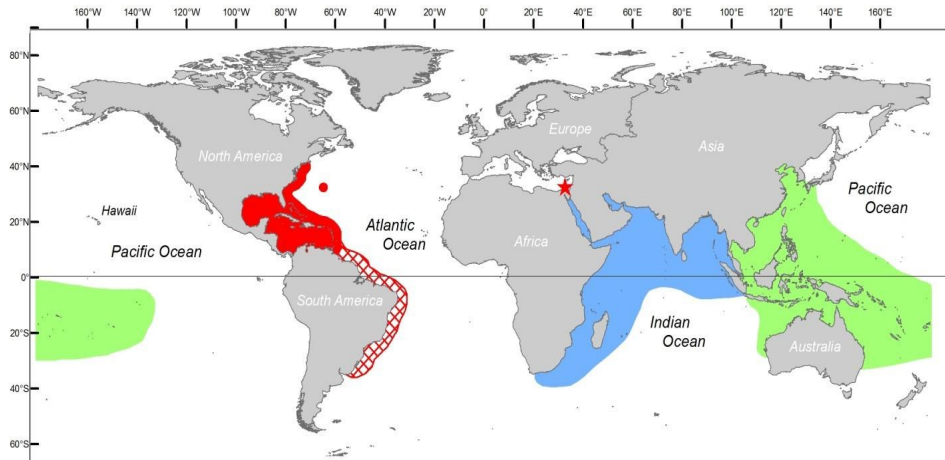 160°W 140°W 120°W 100°W 80°W 60°W 40°W 20°W 0° 20°E 40°E 60°E 80°E 100°E 120°E 140°E 160°E
80°N
60°N
40°N
20°N
0°
20°S
40°S
60°S
North America
Europe
Asia
Hawaii
Pacific Ocean
Atlantic
Ocean
Africa
Pacific
Ocean
South America
Indian
Ocean
Australia